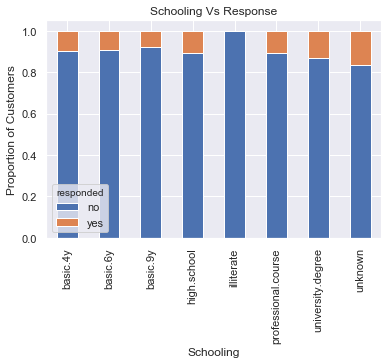 Schooling Vs Response
Proportion of Customers
1.0
0.8
0.6
0.4
0.2
0.0
responded
no
yes
basic.4y
basic.6y
basic.9y
high.school
illiterate
professional.course
university.degree
unknown
Schooling